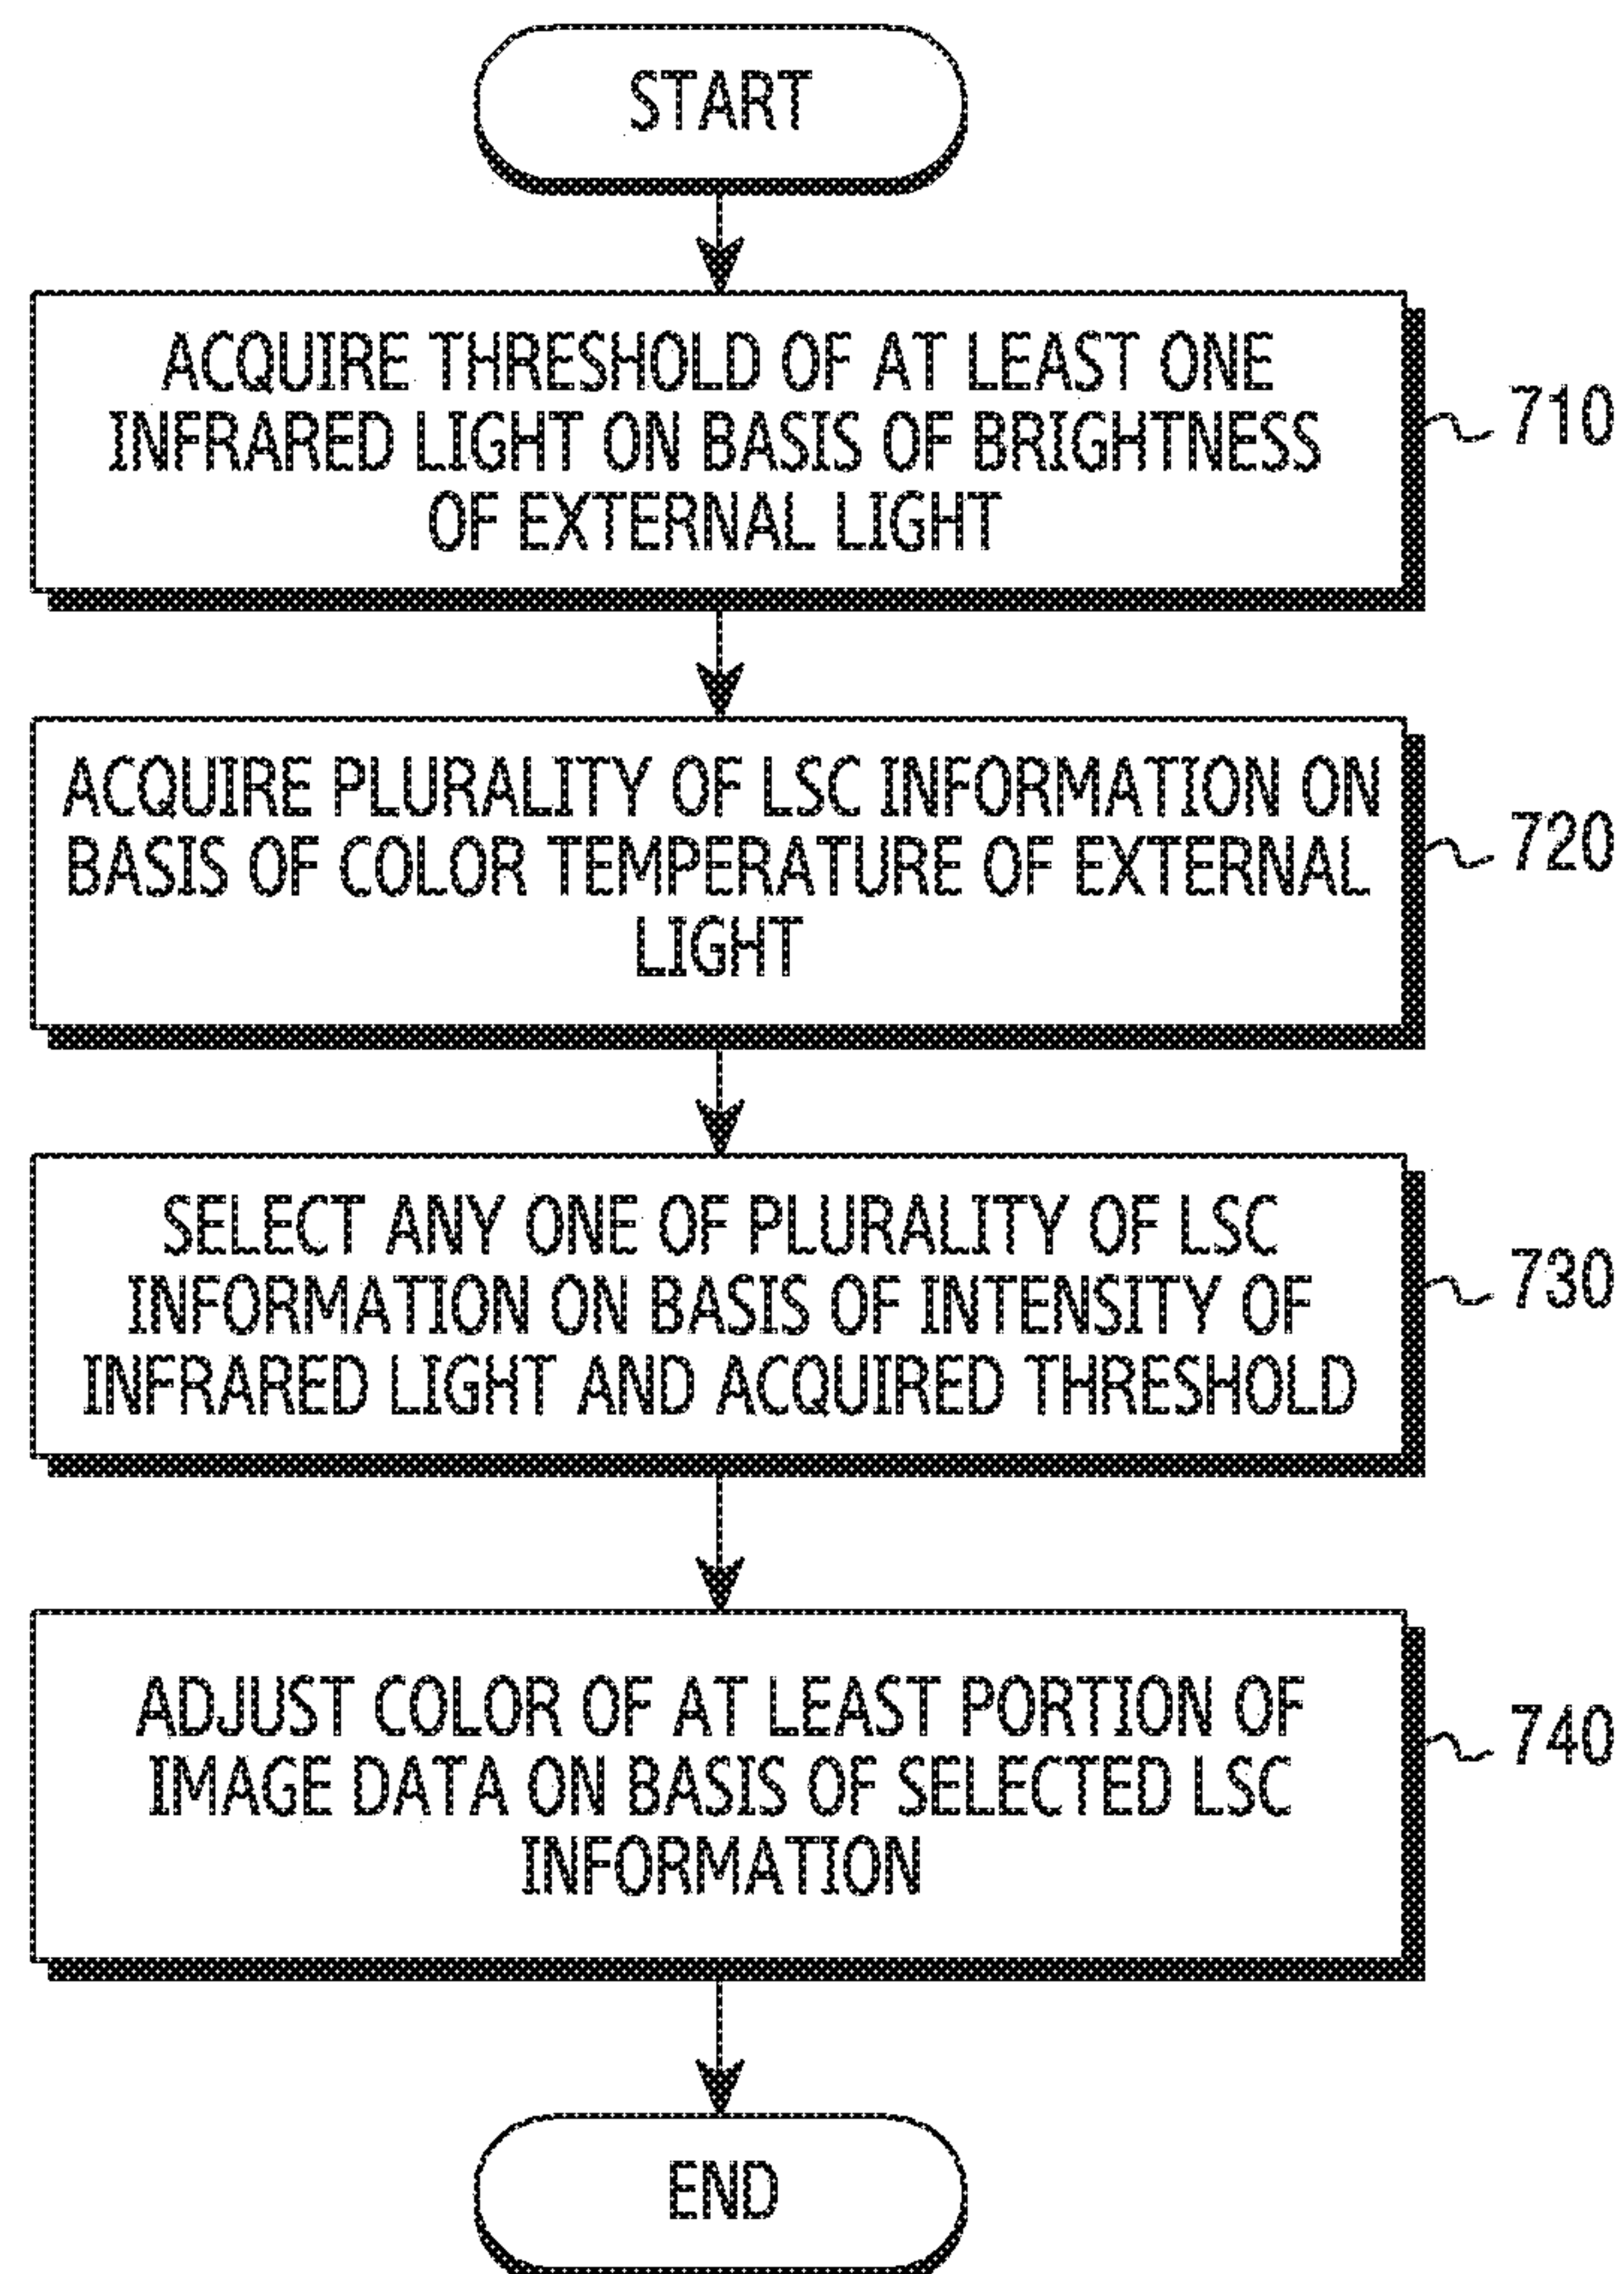 START
ACQUIRE THRESHOLD OF AT LEAST ONE
INFRARED LIGHT ON BASIS OF BRIGHTNESS
OF EXTERNAL LIGHT
710
ACQUIRE PLURALITY OF LSC INFORMATION ON
BASIS OF COLOR TEMPERATURE OF EXTERNAL
LIGHT
720
SELECT ANY ONE OF PLURALITY OF LSC
INFORMATION ON BASIS OF INTENSITY OF
INFRARED LIGHT AND ACQUIRED THRESHOLD
730
ADJUST COLOR OF AT LEAST PORTION OF
IMAGE DATA ON BASIS OF SELECTED LSC
INFORMATION
740
END